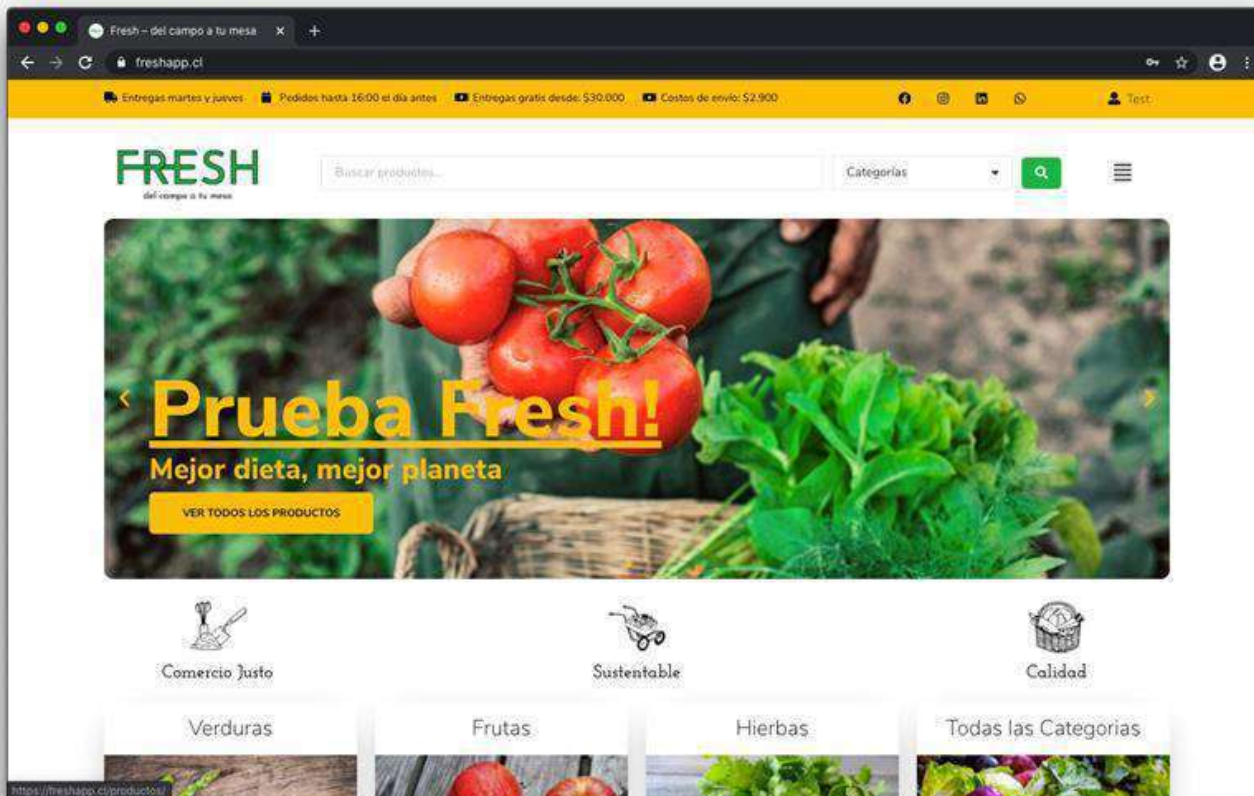 Fresh – del campo a tu mesa
freshapp.cl
Entregas martes y jueves Pedidos hasta 16:00 el día antes Entregas gratis desde: $30.000 Costos de envío: $2.900 Test
FRESH
del campo a tu mesa
Buscar productos... Categorías
Prueba Fresh!
Mejor dieta, mejor planeta
VER TODOS LOS PRODUCTOS
Comercio Justo Sustentable Calidad
Verduras Frutas Hierbas Todas las Categorias
https://freshapp.cl/productos/